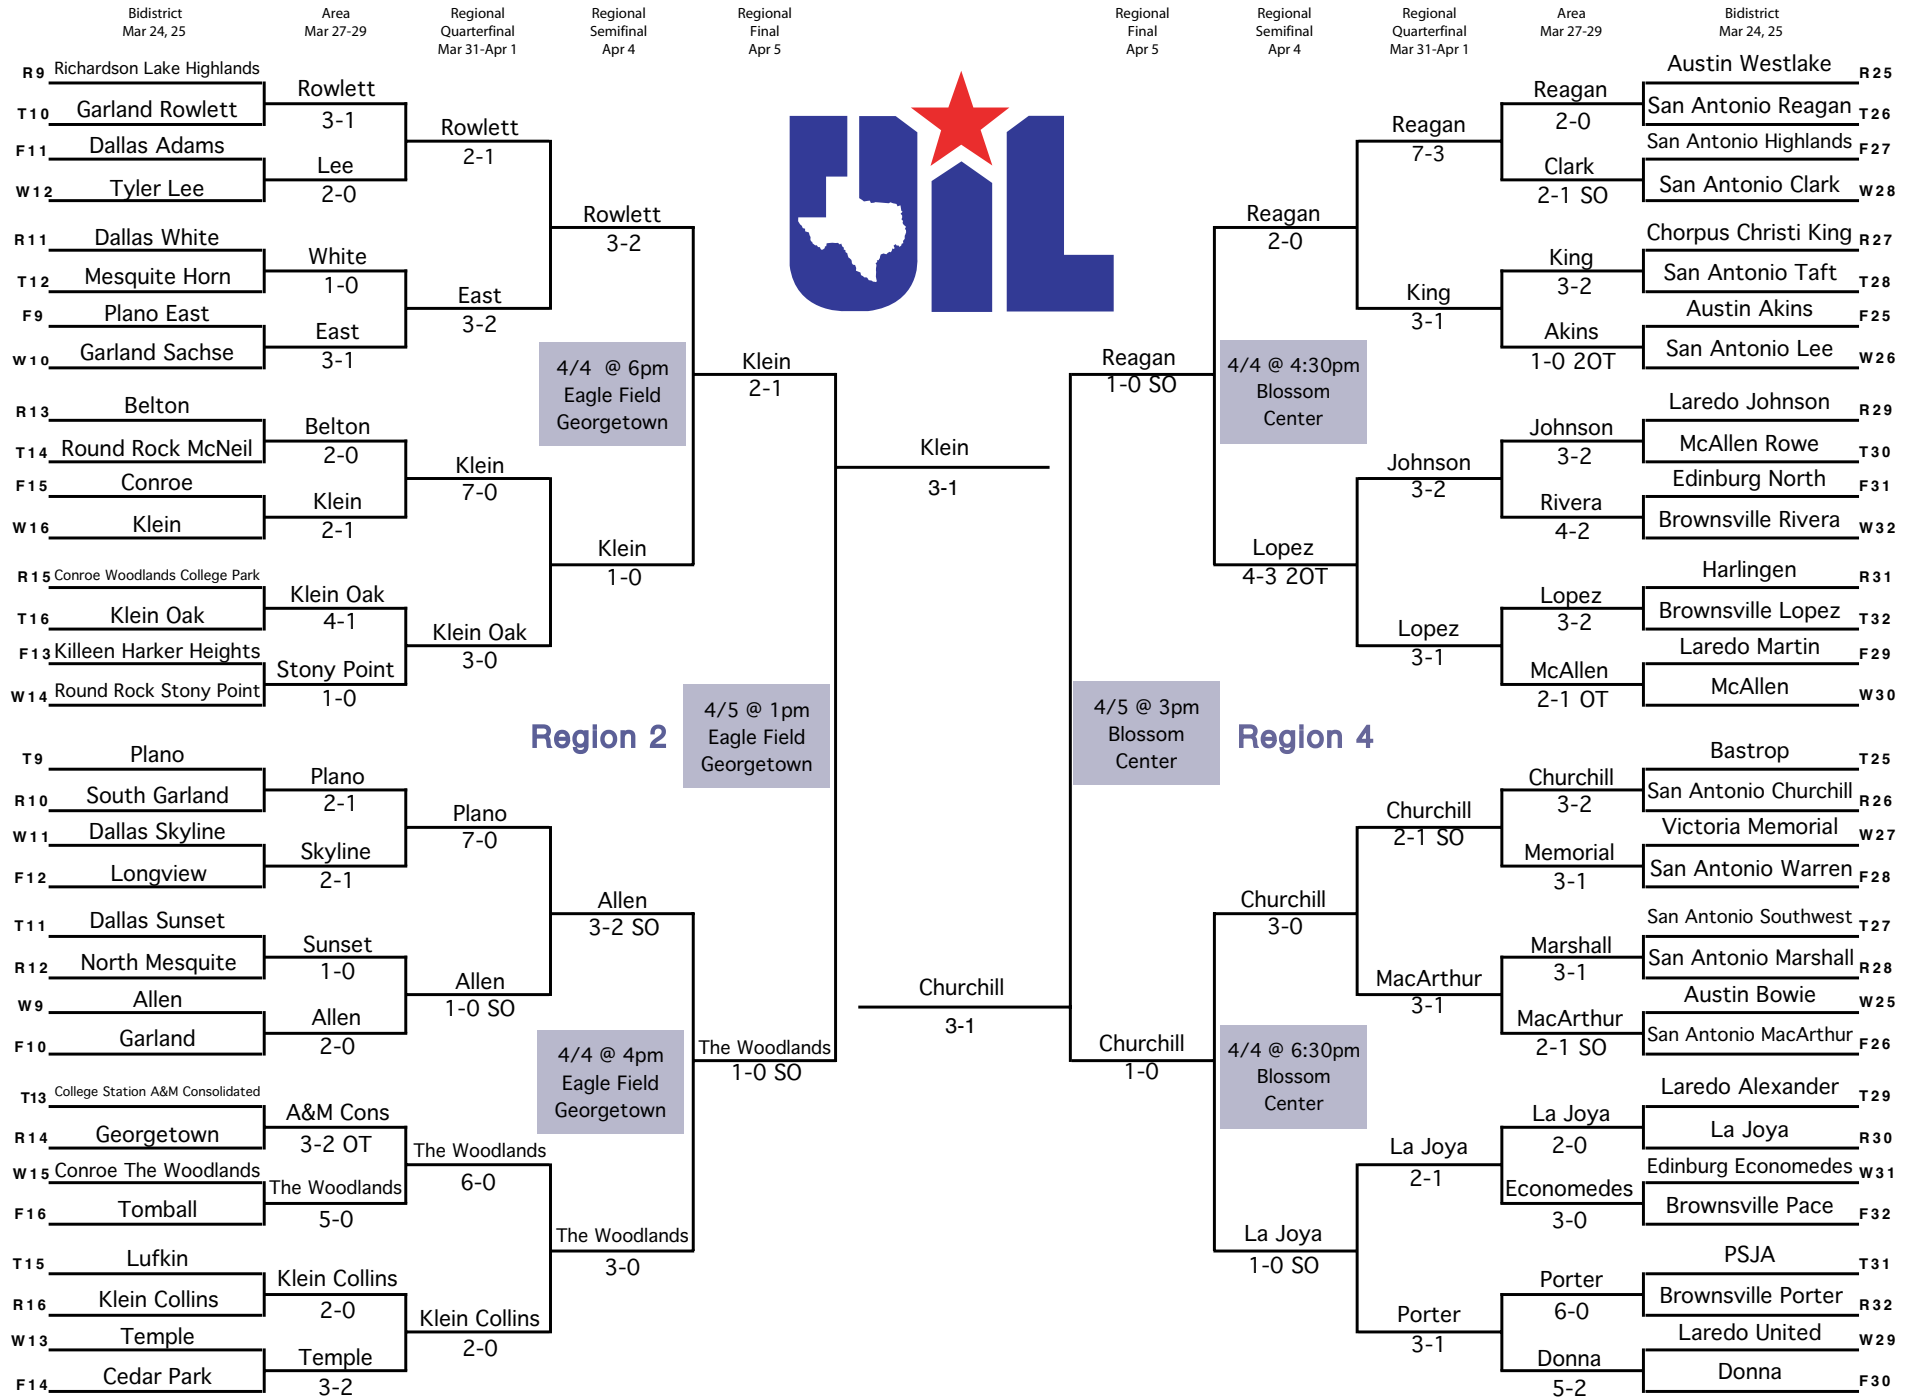 Bidistrict
Mar 24, 25
Area
Mar 27-29
Regional
Quarterfinal
Mar 31-Apr 1
Regional
Semifinal
Apr 4
Regional
Final
Apr 5
Regional
Final
Apr 5
Regional
Semifinal
Apr 4
Regional
Quarterfinal
Mar 31-Apr 1
Area
Mar 27-29
Bidistrict
Mar 24, 25
UIL
R9 Richardson Lake Highlands
T10 Garland Rowlett
F11 Dallas Adams
W12 Tyler Lee
R11 Dallas White
T12 Mesquite Horn
F9 Plano East
W10 Garland Sachse
R13 Belton
T14 Round Rock McNeil
F15 Conroe
W16 Klein
R15 Conroe Woodlands College Park
T16 Klein Oak
F13 Killeen Harker Heights
W14 Round Rock Stony Point
T9 Plano
R10 South Garland
W11 Dallas Skyline
F12 Longview
T11 Dallas Sunset
R12 North Mesquite
W9 Allen
F10 Garland
T13 College Station A&M Consolidated
R14 Georgetown
W15 Conroe The Woodlands
F16 Tomball
T15 Lufkin
R16 Klein Collins
W13 Temple
F14 Cedar Park
Rowlett
3-1
Lee
2-0
White
1-0
East
3-1
Belton
2-0
Klein
2-1
Klein Oak
4-1
Stony Point
1-0
Plano
2-1
Skyline
2-1
Sunset
1-0
Allen
2-0
A&M Cons
3-2 OT
The Woodlands
5-0
Klein Collins
2-0
Temple
3-2
Rowlett
2-1
East
3-2
Klein
7-0
Klein Oak
3-0
Plano
7-0
Allen
1-0 SO
The Woodlands
6-0
Klein Collins
2-0
Rowlett
3-2
4/4 @ 6pm
Eagle Field
Georgetown
Klein
1-0
Region 2
Allen
3-2 SO
4/4 @ 4pm
Eagle Field
Georgetown
The Woodlands
3-0
Klein
2-1
4/5 @ 1pm
Eagle Field
Georgetown
The Woodlands
1-0 SO
Klein
3-1
Churchill
3-1
Reagan
1-0 SO
4/5 @ 3pm
Blossom
Center
Churchill
1-0
Reagan
2-0
4/4 @ 4:30pm
Blossom
Center
Lopez
4-3 2OT
Region 4
Churchill
3-0
4/4 @ 6:30pm
Blossom
Center
La Joya
1-0 SO
Reagan
7-3
King
3-1
Johnson
3-2
Lopez
3-1
Churchill
2-1 SO
MacArthur
3-1
La Joya
2-1
Porter
3-1
Reagan
2-0
Clark
2-1 SO
King
3-2
Akins
1-0 2OT
Johnson
3-2
Rivera
4-2
Lopez
3-2
McAllen
2-1 OT
Churchill
3-2
Memorial
3-1
Marshall
3-1
MacArthur
2-1 SO
La Joya
2-0
Economedes
3-0
Porter
6-0
Donna
5-2
Austin Westlake R25
San Antonio Reagan T26
San Antonio Highlands F27
San Antonio Clark W28
Chorpus Christi King R27
San Antonio Taft T28
Austin Akins F25
San Antonio Lee W26
Laredo Johnson R29
McAllen Rowe T30
Edinburg North F31
Brownsville Rivera W32
Harlingen R31
Brownsville Lopez T32
Laredo Martin F29
McAllen W30
Bastrop T25
San Antonio Churchill R26
Victoria Memorial W27
San Antonio Warren F28
San Antonio Southwest T27
San Antonio Marshall R28
Austin Bowie W25
San Antonio MacArthur F26
Laredo Alexander T29
La Joya R30
Edinburg Economedes W31
Brownsville Pace F32
PSJA T31
Brownsville Porter R32
Laredo United W29
Donna F30